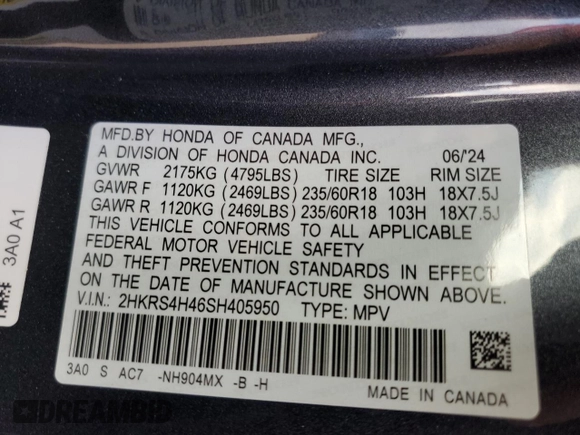 MFD.BY HONDA OF CANADA MFG.,
A DIVISION OF HONDA CANADA INC. 06/'24
GVWR 2175KG (4795LBS) TIRE SIZE RIM SIZE
GAWR F 1120KG (2469LBS) 235/60R18 103H 18X7.5J
GAWR R 1120KG (2469LBS) 235/60R18 103H 18X7.5J
THIS VEHICLE CONFORMS TO ALL APPLICABLE
FEDERAL MOTOR VEHICLE SAFETY
AND THEFT PREVENTION STANDARDS IN EFFECT
ON THE DATE OF MANUFACTURE SHOWN ABOVE.
V.I.N.: 2HKRS4H46SH405950 TYPE: MPV
3A0 S AC7 -NH904MX -B -H
MADE IN CANADA
3A0 A1
DREAMBID